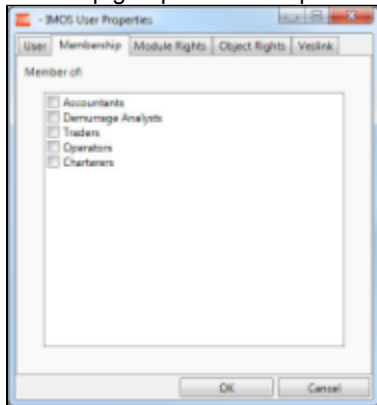 - IMOS User Properties
User Membership Module Rights Object Rights Veslink
Member of:
Accountants
Demurrage Analysts
Traders
Operators
Charterers
OK Cancel